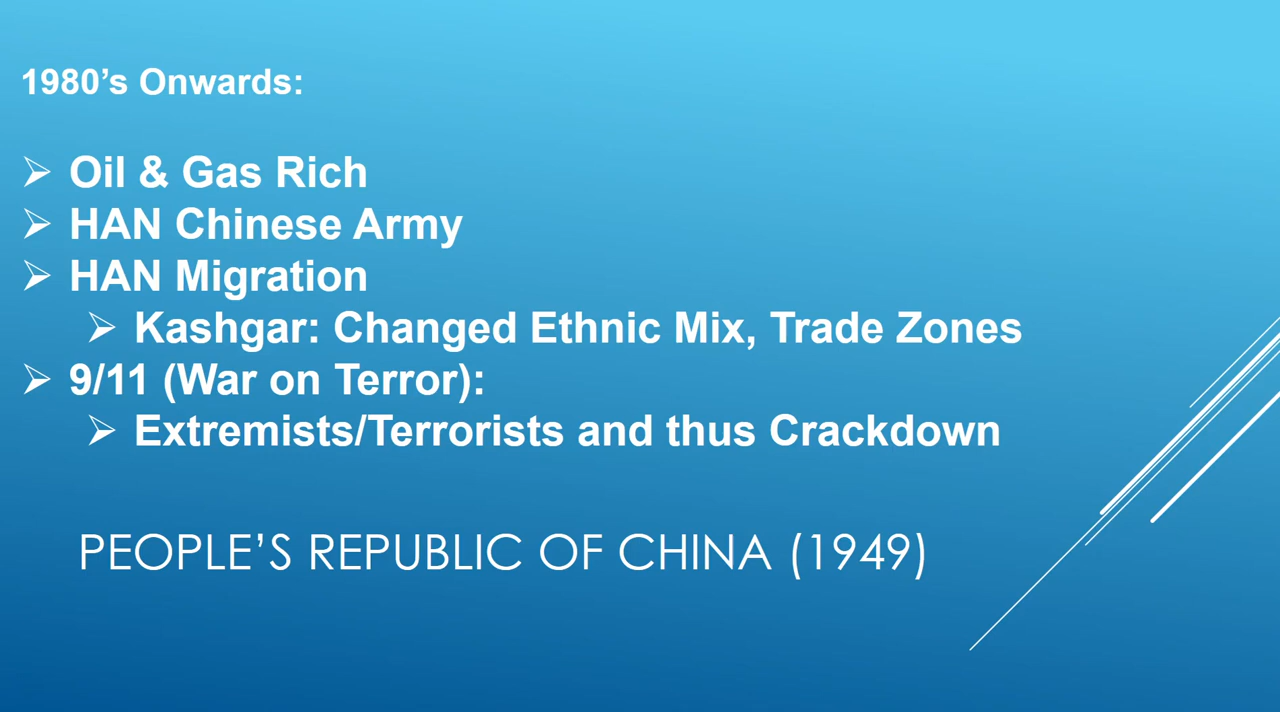 1980’s Onwards:
➢ Oil & Gas Rich
➢ HAN Chinese Army
➢ HAN Migration
➢ Kashgar: Changed Ethnic Mix, Trade Zones
➢ 9/11 (War on Terror):
➢ Extremists/Terrorists and thus Crackdown
PEOPLE’S REPUBLIC OF CHINA (1949)